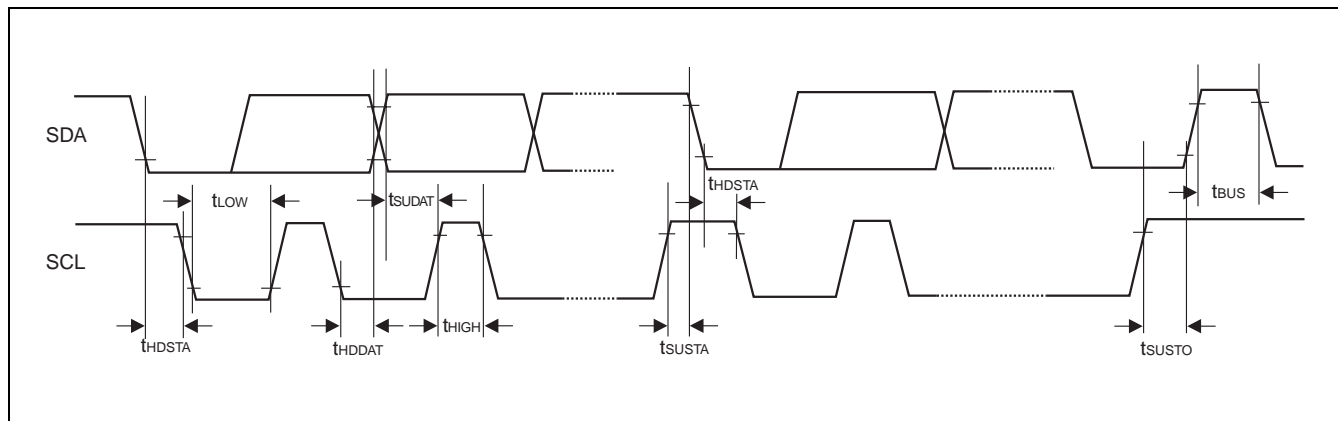 SDA
tHDSTA
tLOW
tSUDAT
tBUS
SCL
tHDSTA
tHDDAT
tHIGH
tSUSTA
tSUSTO